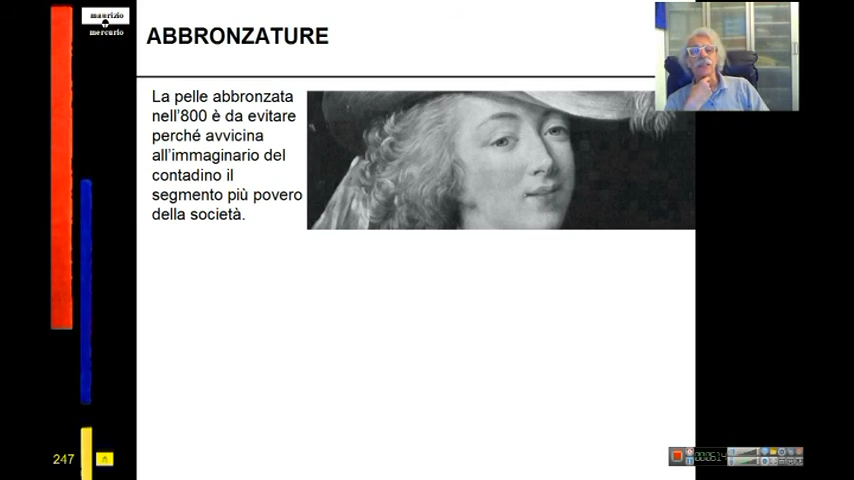 maurizio
mercurio
ABBRONZATURE
La pelle abbronzata
nell'800 è da evitare
perché avvicina
all'immaginario del
contadino il
segmento più povero
della società.
247